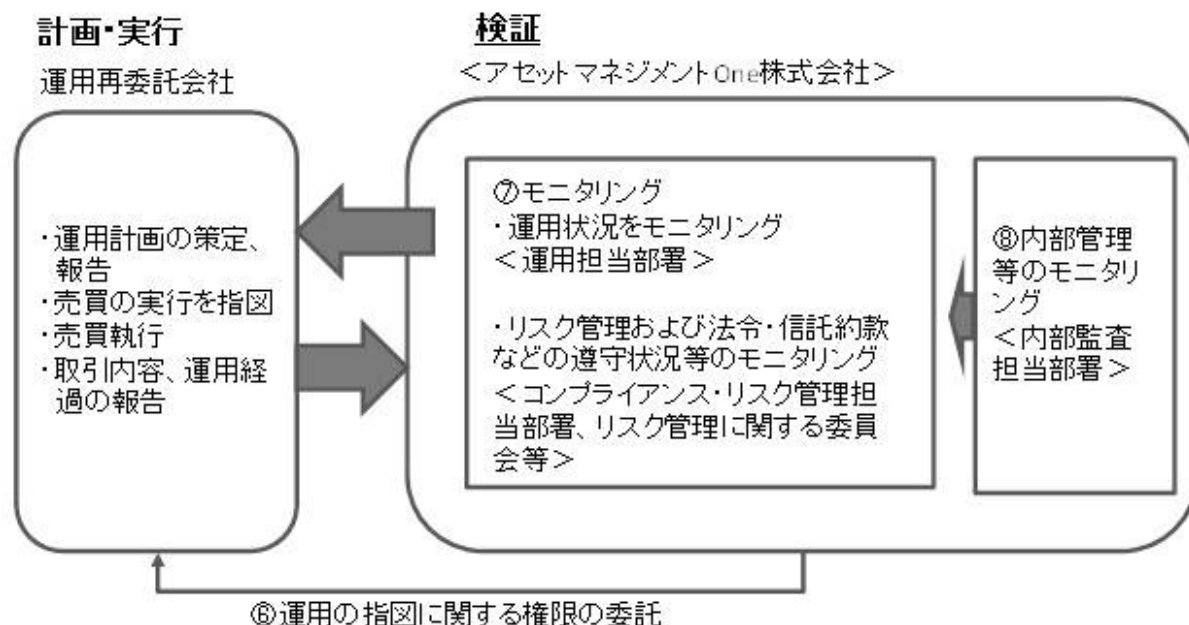 計画・実行
運用再委託会社
・運用計画の策定、
報告
・売買の実行を指図
・売買執行
・取引内容、運用経
過の報告
検証
＜アセットマネジメントOne株式会社＞
⑦モニタリング
・運用状況をモニタリング
＜運用担当部署＞
・リスク管理および法令・信託約款
などの遵守状況等のモニタリング
＜コンプライアンス・リスク管理担
当部署、リスク管理に関する委員
会等＞
⑧内部管理
等のモニタリ
ング
＜内部監査
担当部署＞
⑥運用の指図に関する権限の委託